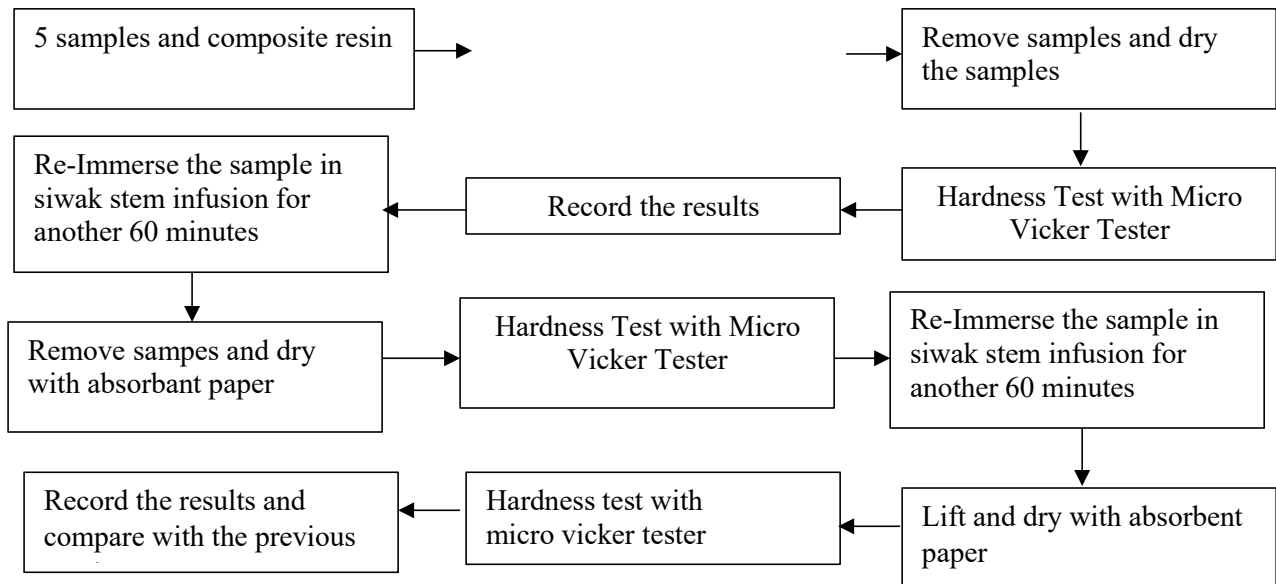 5 samples and composite resin
Remove samples and dry
the samples
Hardness Test with Micro
Vicker Tester
Record the results
Re-Immerse the sample in
siwak stem infusion for
another 60 minutes
Remove sampes and dry
with absorbant paper
Hardness Test with Micro
Vicker Tester
Re-Immerse the sample in
siwak stem infusion for
another 60 minutes
Lift and dry with absorbent
paper
Hardness test with
micro vicker tester
Record the results and
compare with the previous